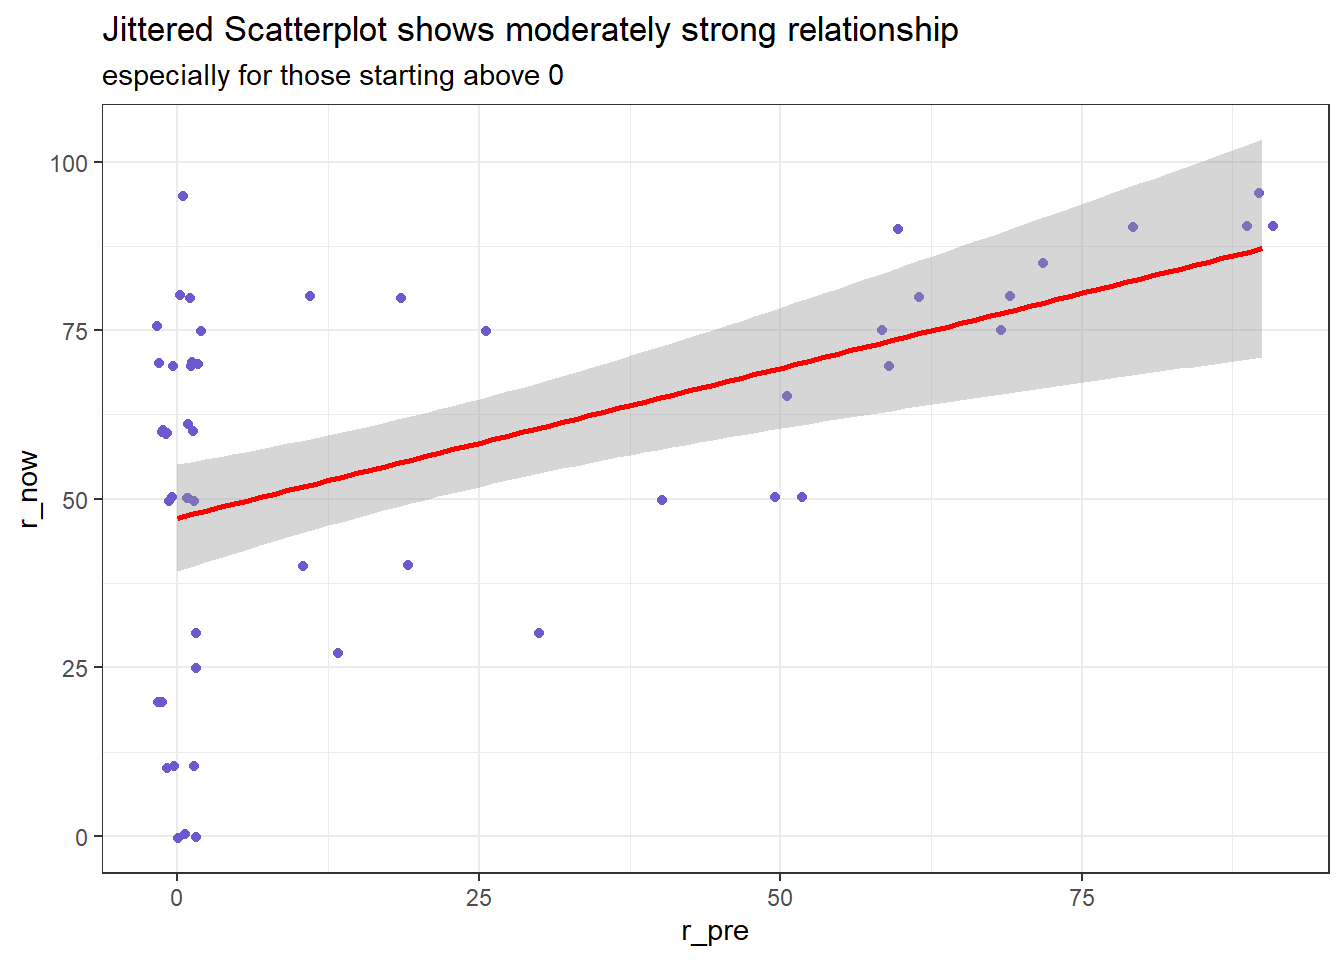 Jittered Scatterplot shows moderately strong relationship
especially for those starting above 0
100
75
50
25
0
r_now
0 25 50 75
r_pre